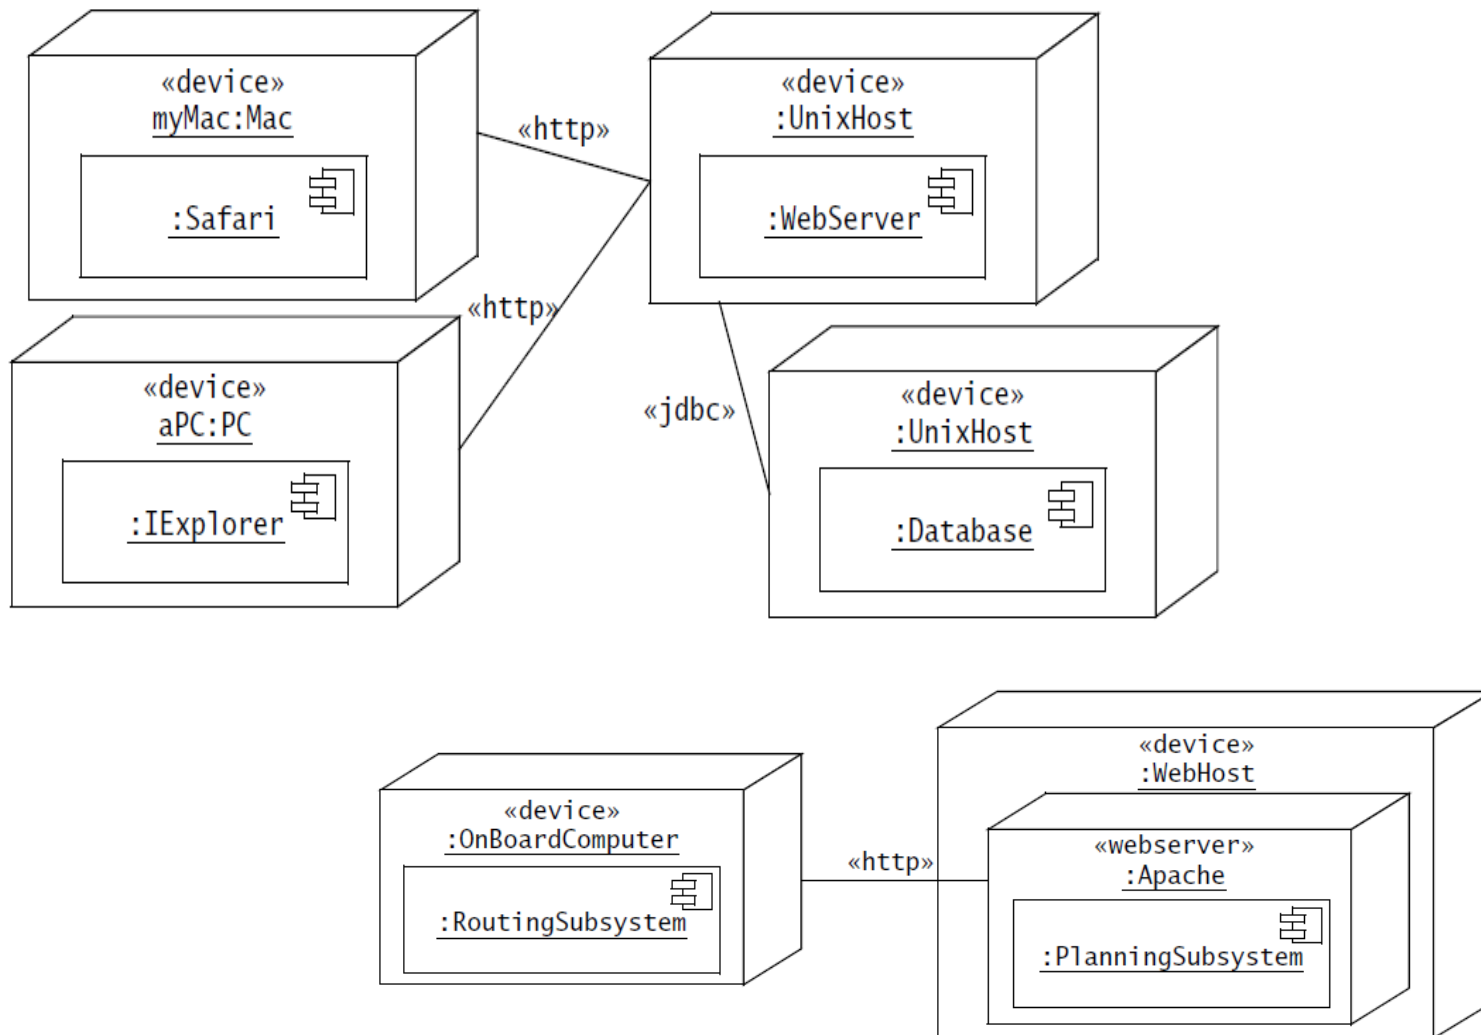 «device»
myMac:Mac
:Safari
«http»
«device»
:UnixHost
:WebServer
«http»
«device»
aPC:PC
:IExplorer
«jdbc»
«device»
:UnixHost
:Database
«device»
:OnBoardComputer
:RoutingSubsystem
«http»
«device»
:WebHost
«webserver»
:Apache
:PlanningSubsystem